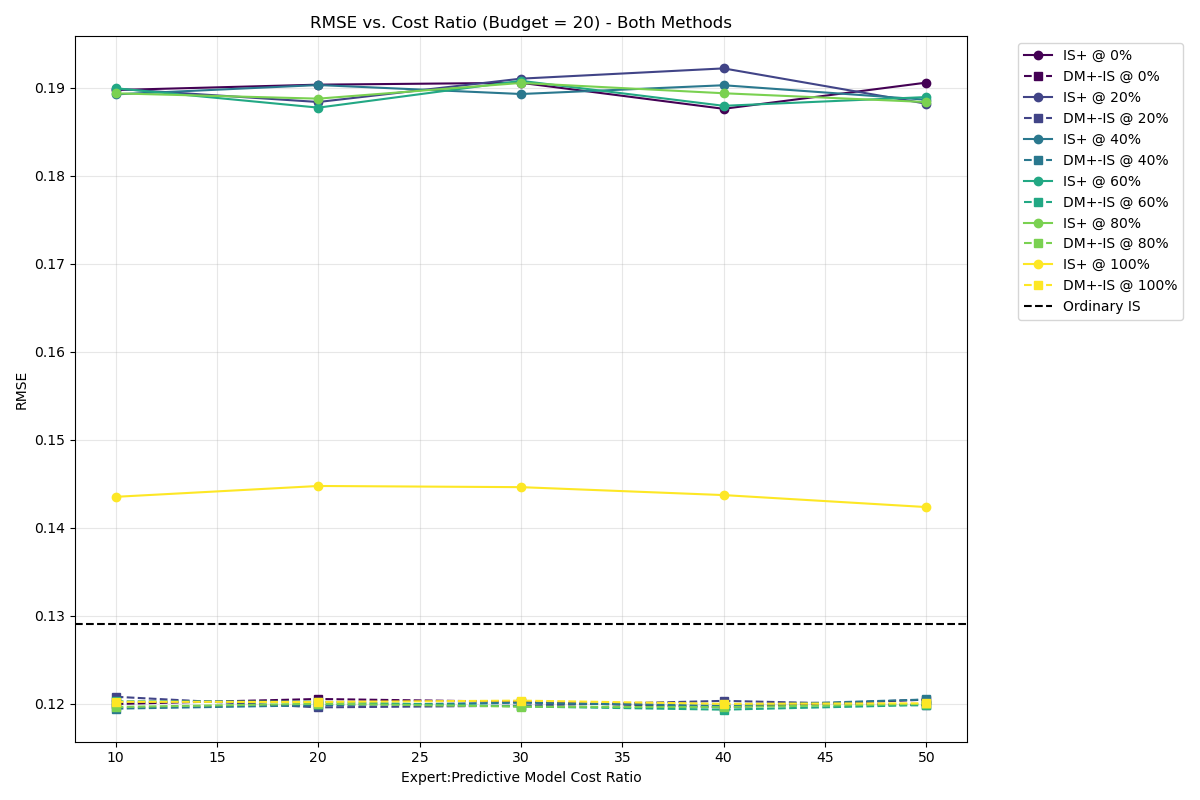 RMSE vs. Cost Ratio (Budget = 20) - Both Methods
RMSE
0.19
0.18
0.17
0.16
0.15
0.14
0.13
0.12
10 15 20 25 30 35 40 45 50
Expert:Predictive Model Cost Ratio
IS+ @ 0%
DM+-IS @ 0%
IS+ @ 20%
DM+-IS @ 20%
IS+ @ 40%
DM+-IS @ 40%
IS+ @ 60%
DM+-IS @ 60%
IS+ @ 80%
DM+-IS @ 80%
IS+ @ 100%
DM+-IS @ 100%
Ordinary IS